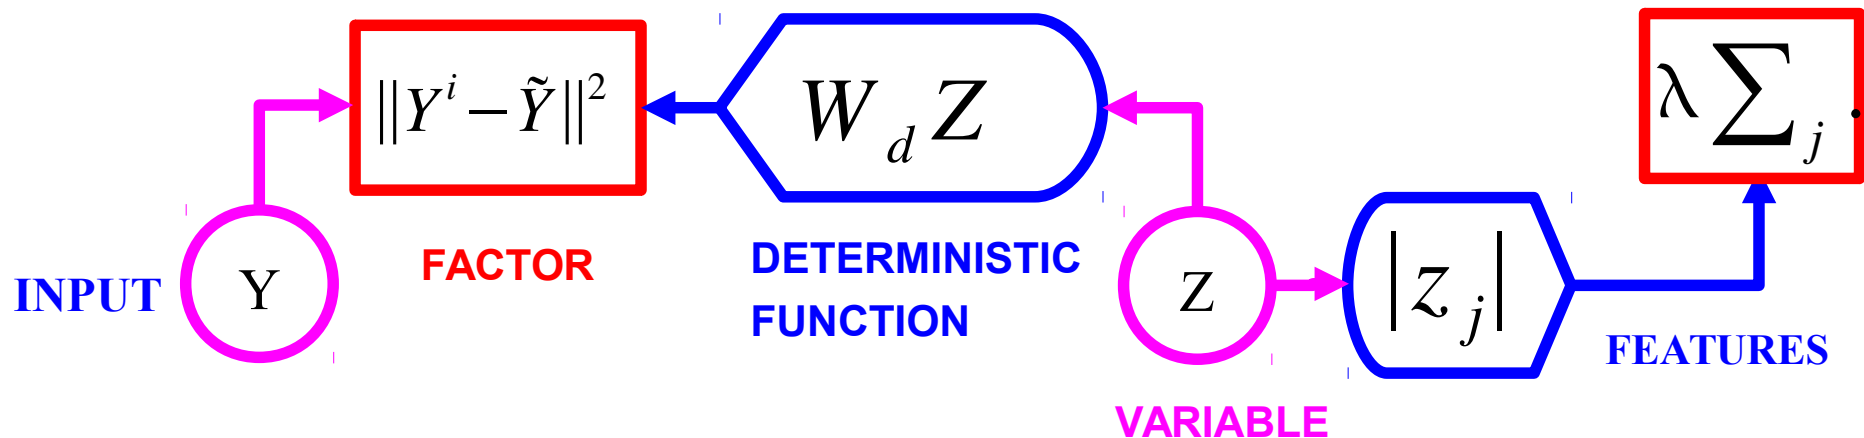 ‖Y^i − Ỹ‖²
W_d Z
λ∑_j .
INPUT
Y
FACTOR
DETERMINISTIC
FUNCTION
Z
|z_j|
FEATURES
VARIABLE